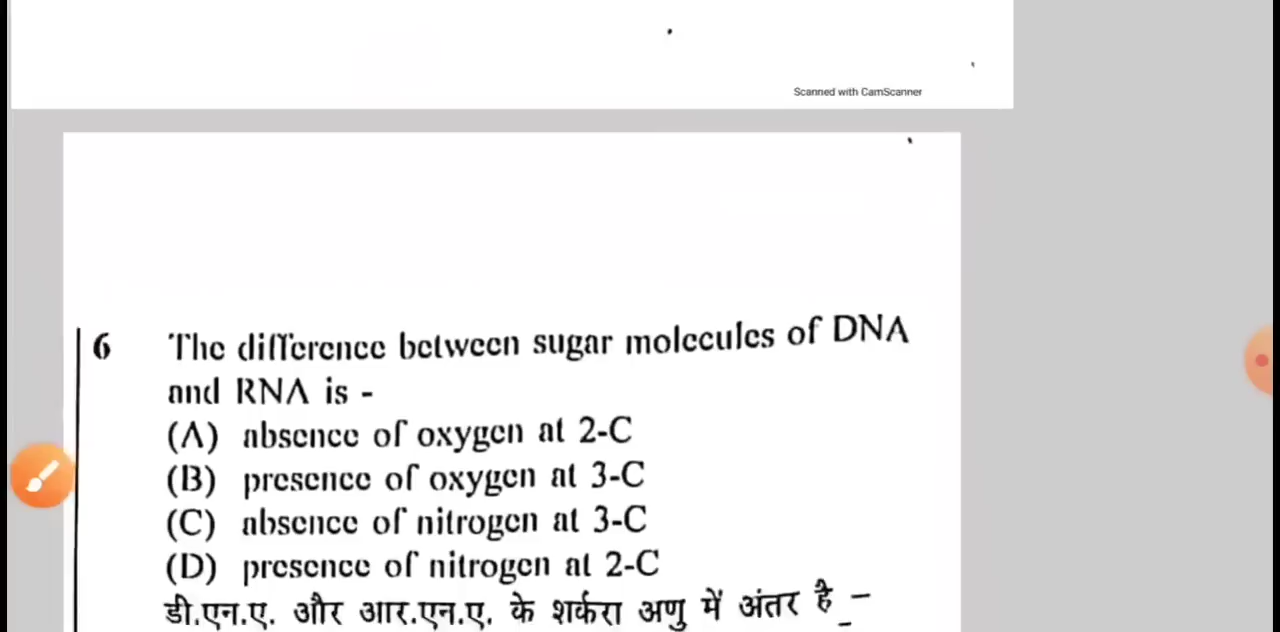 Scanned with CamScanner
6 The difference between sugar molecules of DNA
and RNA is -
(A) absence of oxygen at 2-C
(B) presence of oxygen at 3-C
(C) absence of nitrogen at 3-C
(D) presence of nitrogen at 2-C
डी.एन.ए. और आर.एन.ए. के शर्करा अणु में अंतर है –